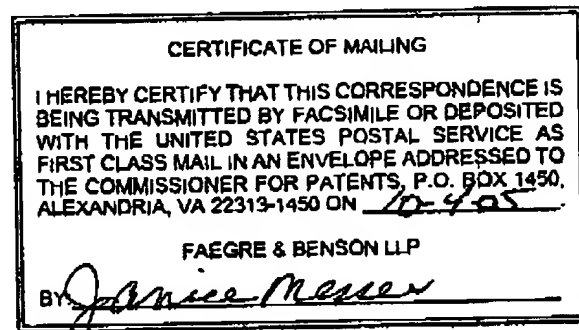 CERTIFICATE OF MAILING
I HEREBY CERTIFY THAT THIS CORRESPONDENCE IS
BEING TRANSMITTED BY FACSIMILE OR DEPOSITED
WITH THE UNITED STATES POSTAL SERVICE AS
FIRST CLASS MAIL IN AN ENVELOPE ADDRESSED TO
THE COMMISSIONER FOR PATENTS, P.O. BOX 1450,
ALEXANDRIA, VA 22313-1450 ON 10-4-05.
FAEGRE & BENSON LLP
BY: Janice Messer